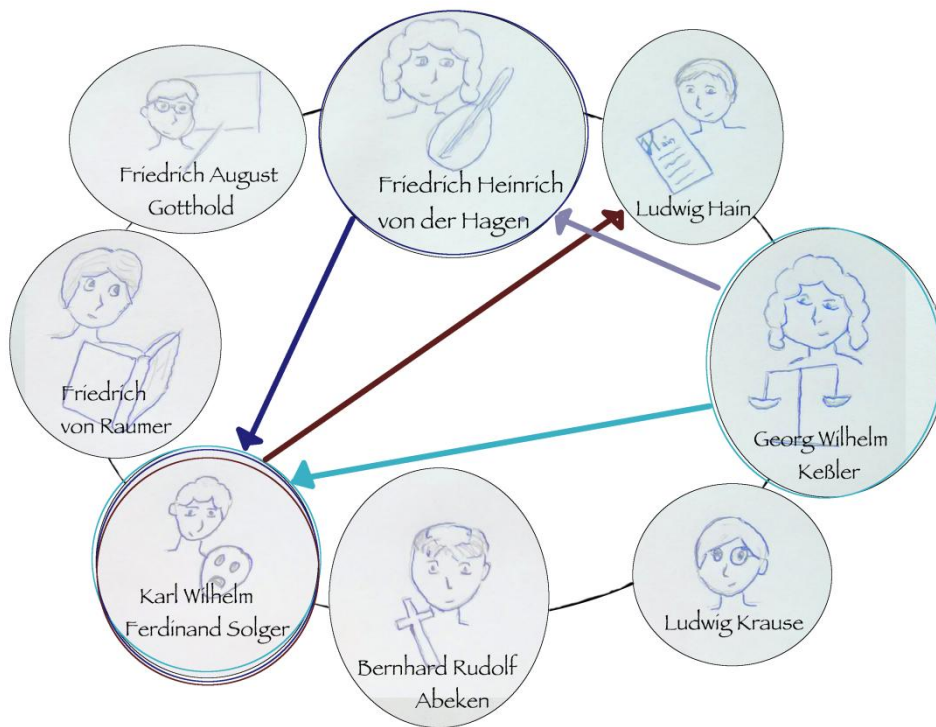 Friedrich August
Gotthold
Friedrich Heinrich
von der Hagen
Hain
Ludwig Hain
Friedrich
von Raumer
Georg Wilhelm
Keßler
Karl Wilhelm
Ferdinand Solger
Bernhard Rudolf
Abeken
Ludwig Krause